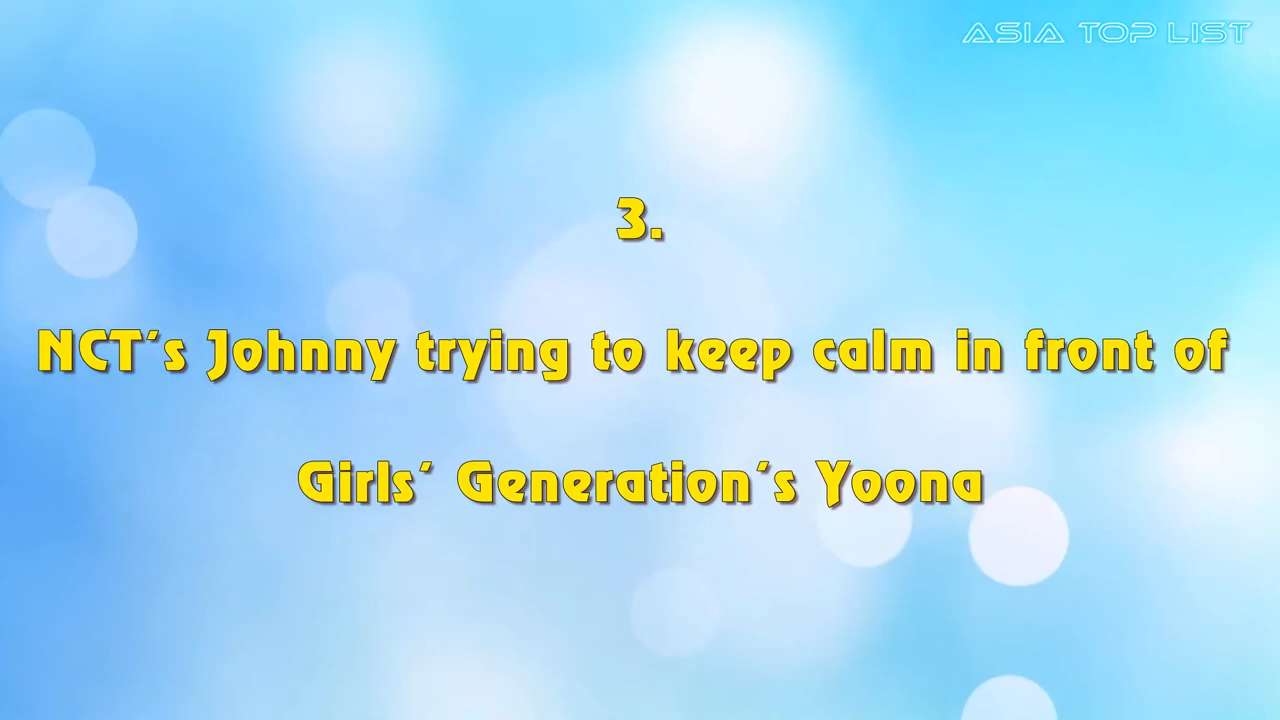 ASIA TOP LIST
3.
NCT's Johnny trying to keep calm in front of
Girls' Generation's Yoona